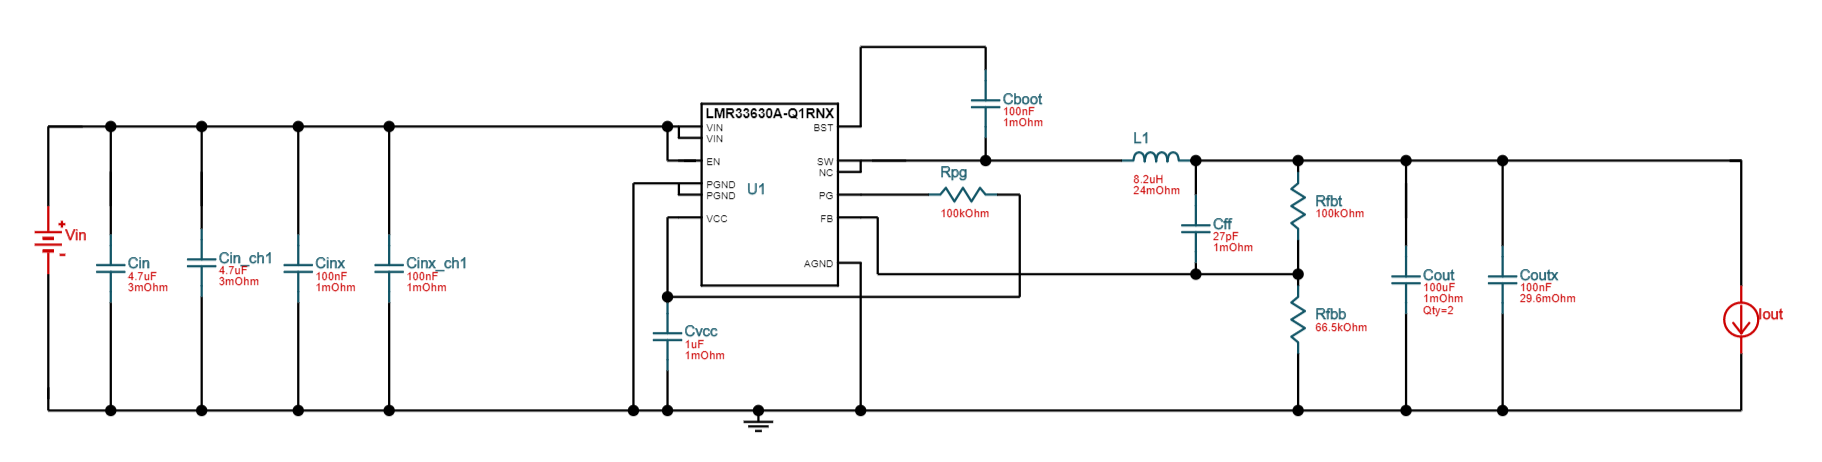 LMR33630A-Q1RNX
VIN
VIN
EN
PGND
PGND
VCC
U1
BST
SW
NC
PG
FB
AGND
+
Vin
-
Cin
4.7uF
3mOhm
Cin_ch1
4.7uF
3mOhm
Cinx
100nF
1mOhm
Cinx_ch1
100nF
1mOhm
Cvcc
1uF
1mOhm
Cboot
100nF
1mOhm
Rpg
100kOhm
L1
8.2uH
24mOhm
Cff
27pF
1mOhm
Rfbt
100kOhm
Rfbb
66.5kOhm
Cout
100uF
1mOhm
Qty=2
Coutx
100nF
29.6mOhm
Iout